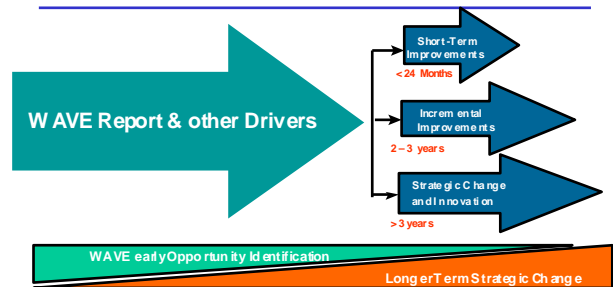 WAVE Report & other Drivers
Short-Term
Improvements
<24 Months
Incremental
Improvements
2 – 3 years
Strategic Change
and Innovation
>3 years
WAVE early Opportunity Identification
Longer Term Strategic Change